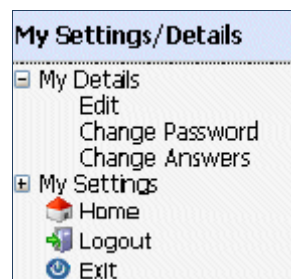 My Settings/Details
My Details
Edit
Change Password
Change Answers
My Settings
Home
Logout
Exit